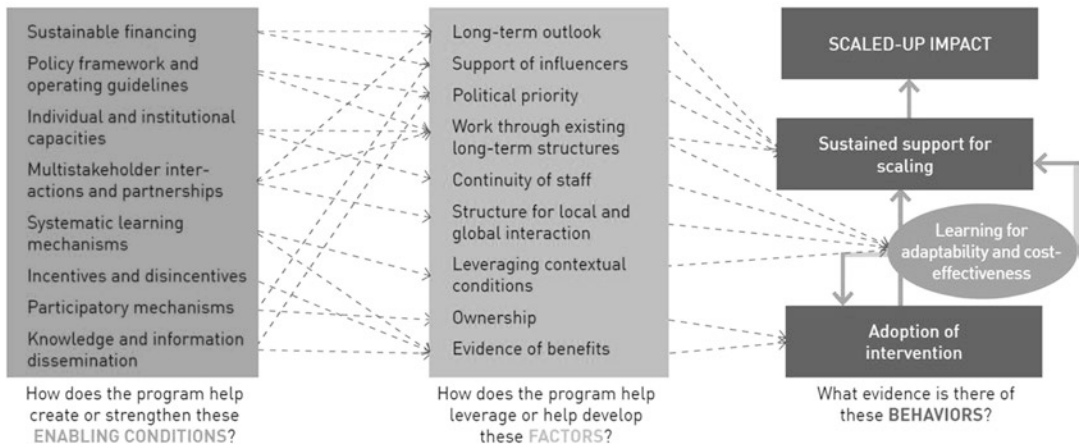 Sustainable financing
Policy framework and
operating guidelines
Individual and institutional
capacities
Multistakeholder inter-
actions and partnerships
Systematic learning
mechanisms
Incentives and disincentives
Participatory mechanisms
Knowledge and information
dissemination
How does the program help
create or strengthen these
ENABLING CONDITIONS?
Long-term outlook
Support of influencers
Political priority
Work through existing
long-term structures
Continuity of staff
Structure for local and
global interaction
Leveraging contextual
conditions
Ownership
Evidence of benefits
How does the program help
leverage or help develop
these FACTORS?
SCALED-UP IMPACT
Sustained support for
scaling
Learning for
adaptability and cost-
effectiveness
Adoption of
intervention
What evidence is there of
these BEHAVIORS?